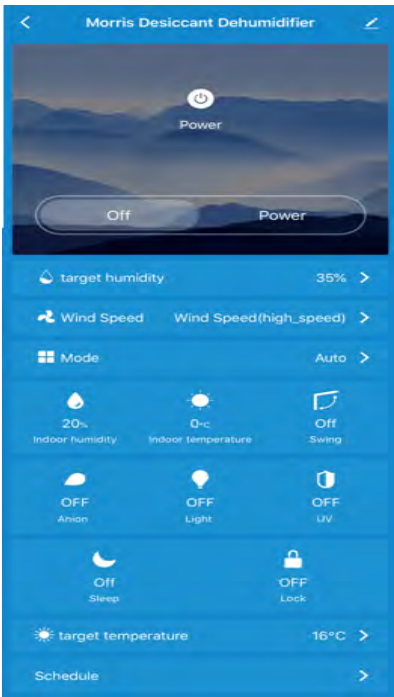 Morris Desiccant Dehumidifier
Power
Off Power
target humidity 35%
Wind Speed Wind Speed(high_speed)
Mode Auto
20% 0°C Off
Indoor humidity Indoor temperature Swing
OFF OFF OFF
Anion Light UV
Off OFF
Sleep Lock
target temperature -16°C
Schedule